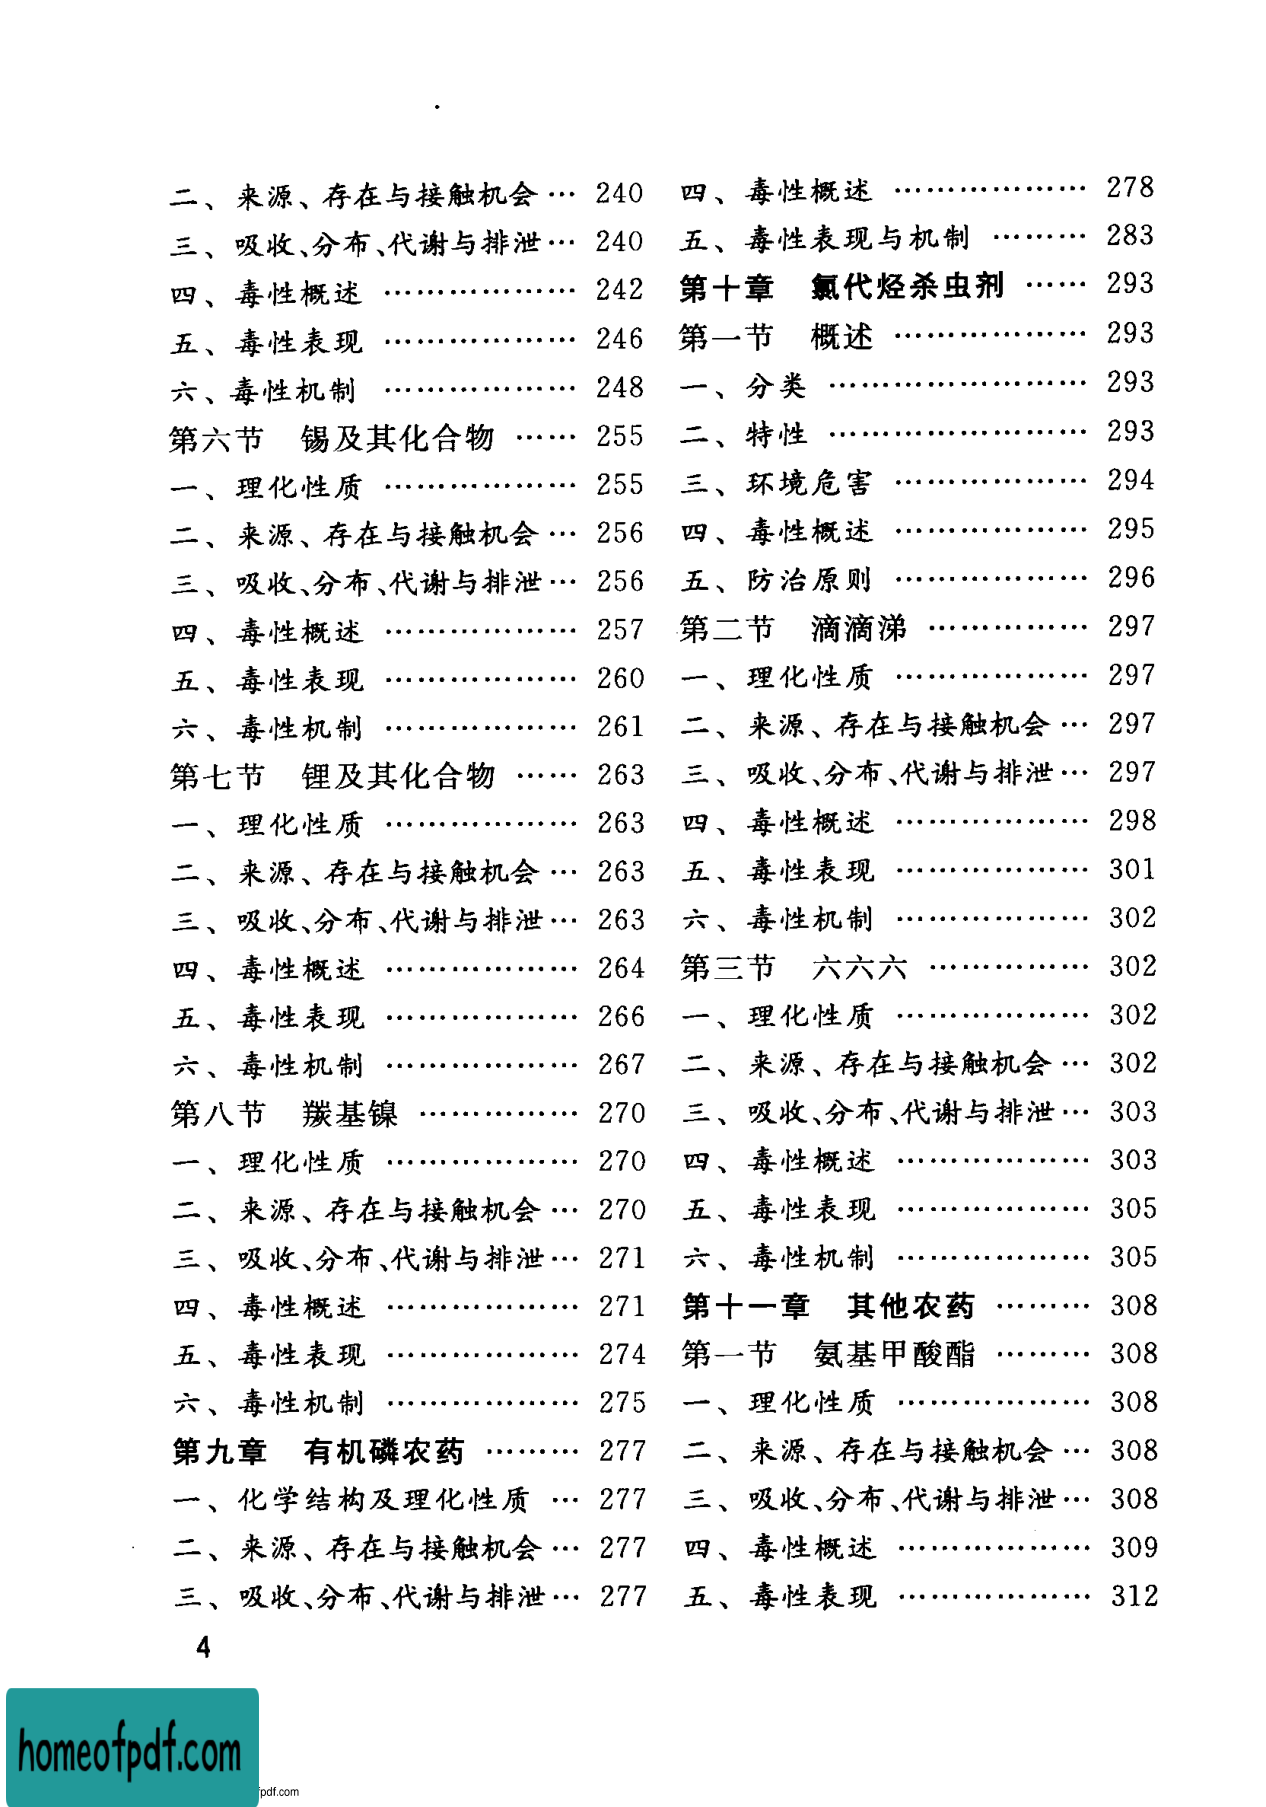 二、来源、存在与接触机会… 240
三、吸收、分布、代谢与排泄… 240
四、毒性概述 ……………… 242
五、毒性表现 ……………… 246
六、毒性机制 ……………… 248
第六节 锡及其化合物 …… 255
一、理化性质 ……………… 255
二、来源、存在与接触机会… 256
三、吸收、分布、代谢与排泄… 256
四、毒性概述 ……………… 257
五、毒性表现 ……………… 260
六、毒性机制 ……………… 261
第七节 锂及其化合物 …… 263
一、理化性质 ……………… 263
二、来源、存在与接触机会… 263
三、吸收、分布、代谢与排泄… 263
四、毒性概述 ……………… 264
五、毒性表现 ……………… 266
六、毒性机制 ……………… 267
第八节 羰基镍 …………… 270
一、理化性质 ……………… 270
二、来源、存在与接触机会… 270
三、吸收、分布、代谢与排泄… 271
四、毒性概述 ……………… 271
五、毒性表现 ……………… 274
六、毒性机制 ……………… 275
第九章 有机磷农药 ……… 277
一、化学结构及理化性质 … 277
二、来源、存在与接触机会… 277
三、吸收、分布、代谢与排泄… 277
四、毒性概述 ……………… 278
五、毒性表现与机制 ……… 283
第十章 氯代烃杀虫剂 …… 293
第一节 概述 ……………… 293
一、分类 …………………… 293
二、特性 …………………… 293
三、环境危害 ……………… 294
四、毒性概述 ……………… 295
五、防治原则 ……………… 296
第二节 滴滴涕 …………… 297
一、理化性质 ……………… 297
二、来源、存在与接触机会… 297
三、吸收、分布、代谢与排泄… 297
四、毒性概述 ……………… 298
五、毒性表现 ……………… 301
六、毒性机制 ……………… 302
第三节 六六六 …………… 302
一、理化性质 ……………… 302
二、来源、存在与接触机会… 302
三、吸收、分布、代谢与排泄… 303
四、毒性概述 ……………… 303
五、毒性表现 ……………… 305
六、毒性机制 ……………… 305
第十一章 其他农药 ……… 308
第一节 氨基甲酸酯 ……… 308
一、理化性质 ……………… 308
二、来源、存在与接触机会… 308
三、吸收、分布、代谢与排泄… 308
四、毒性概述 ……………… 309
五、毒性表现 ……………… 312
4
homeofpdf.com
pdf.com